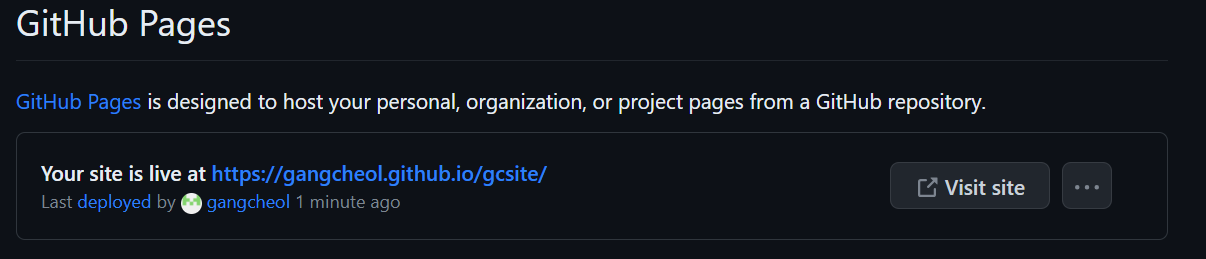 GitHub Pages
GitHub Pages is designed to host your personal, organization, or project pages from a GitHub repository.
Your site is live at https://gangcheol.github.io/gcsite/
Last deployed by gangcheol 1 minute ago
Visit site